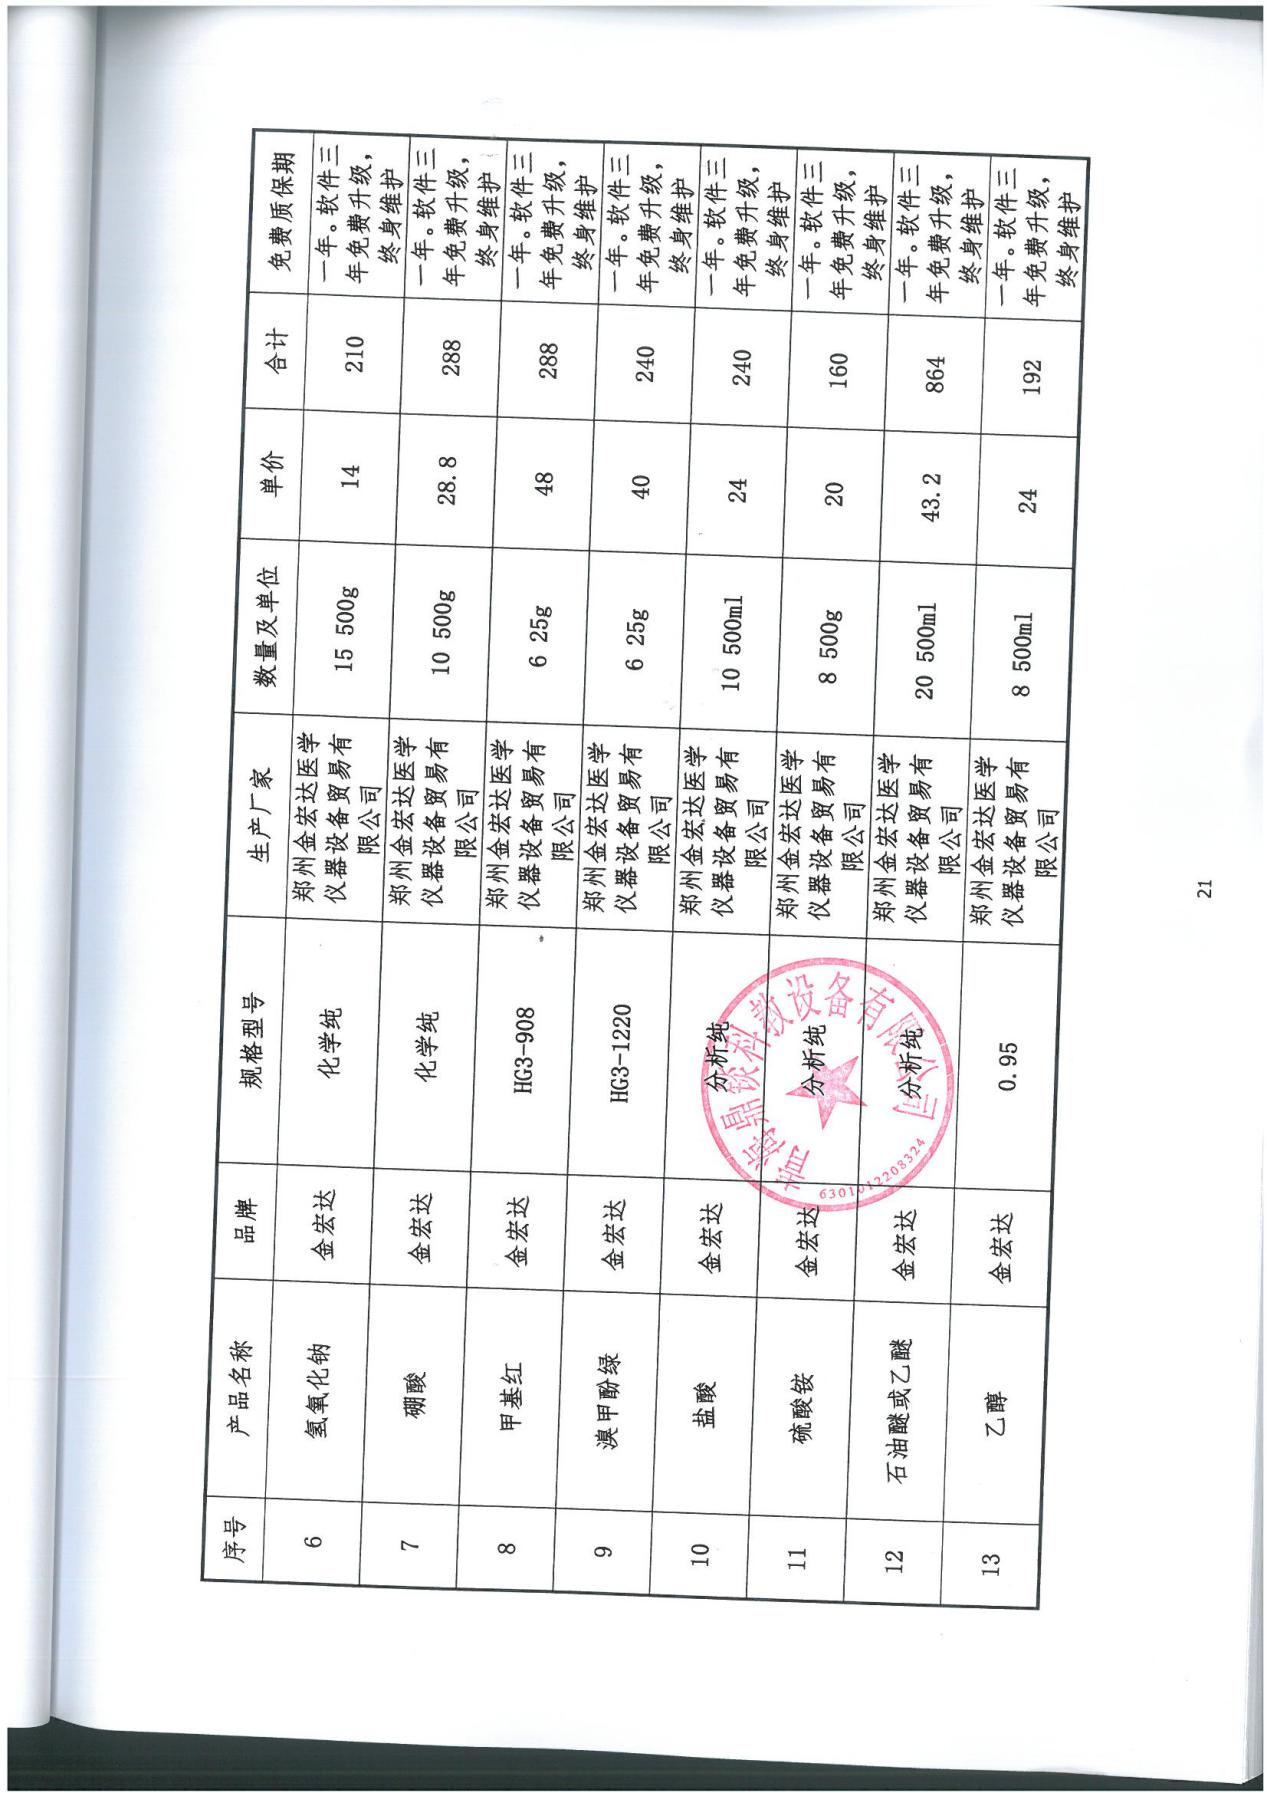 序号 产品名称 品牌 规格型号 生产厂家 数量及单位 单价 合计 免费质保期
6 氢氧化钠 金宏达 化学纯 郑州金宏达医学仪器设备贸易有限公司 15 500g 14 210 一年。软件三年免费升级，终身维护
7 硼酸 金宏达 化学纯 郑州金宏达医学仪器设备贸易有限公司 10 500g 28.8 288 一年。软件三年免费升级，终身维护
8 甲基红 金宏达 HG3-908 郑州金宏达医学仪器设备贸易有限公司 6 25g 48 288 一年。软件三年免费升级，终身维护
9 溴甲酚绿 金宏达 HG3-1220 郑州金宏达医学仪器设备贸易有限公司 6 25g 40 240 一年。软件三年免费升级，终身维护
10 盐酸 金宏达 分析纯 郑州金宏达医学仪器设备贸易有限公司 10 500ml 24 240 一年。软件三年免费升级，终身维护
11 硫酸铵 金宏达 分析纯 郑州金宏达医学仪器设备贸易有限公司 8 500g 20 160 一年。软件三年免费升级，终身维护
12 石油醚或乙醚 金宏达 分析纯 郑州金宏达医学仪器设备贸易有限公司 20 500ml 43.2 864 一年。软件三年免费升级，终身维护
13 乙醇 金宏达 0.95 郑州金宏达医学仪器设备贸易有限公司 8 500ml 24 192 一年。软件三年免费升级，终身维护
青海鼎锬科教设备有限公司
6301012208324
21